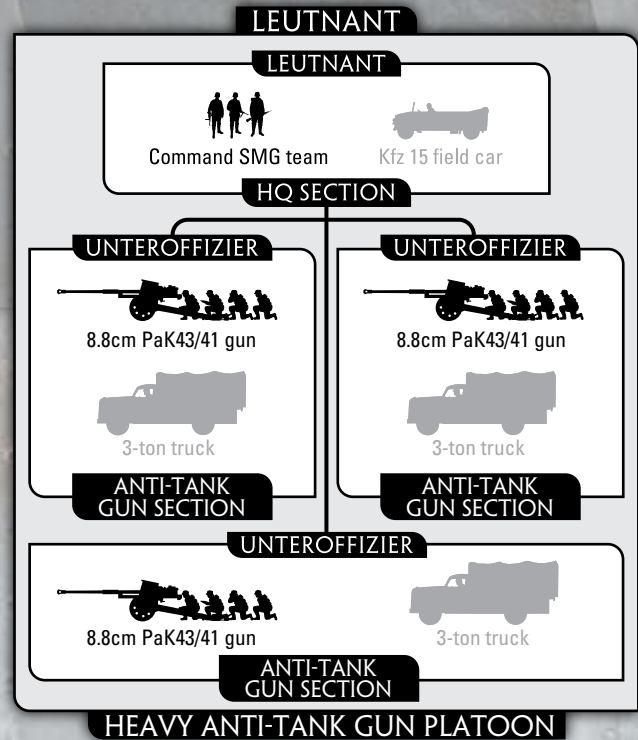 LEUTNANT
LEUTNANT
Command SMG team
Kfz 15 field car
HQ SECTION
UNTEROFFIZIER
8.8cm PaK43/41 gun
3-ton truck
ANTI-TANK
GUN SECTION
UNTEROFFIZIER
8.8cm PaK43/41 gun
3-ton truck
ANTI-TANK
GUN SECTION
UNTEROFFIZIER
8.8cm PaK43/41 gun
3-ton truck
ANTI-TANK
GUN SECTION
HEAVY ANTI-TANK GUN PLATOON